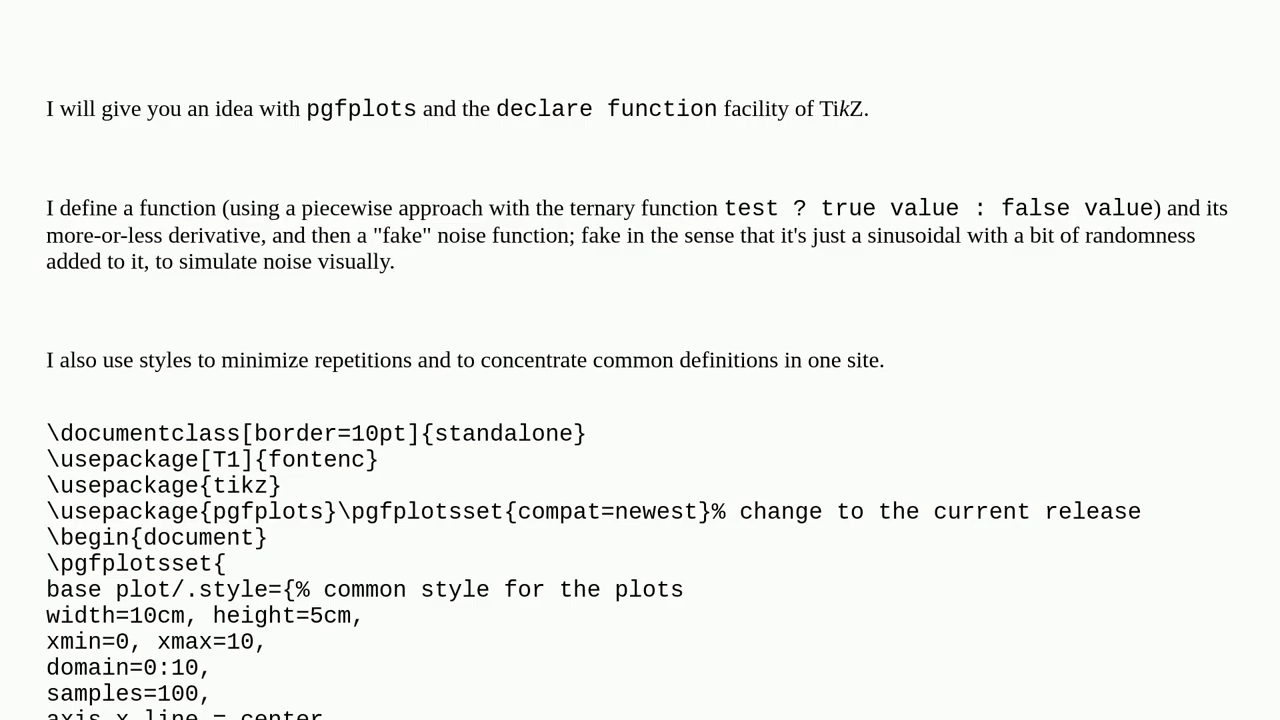 I will give you an idea with pgfplots and the declare function facility of TikZ.
I define a function (using a piecewise approach with the ternary function test ? true value : false value) and its
more-or-less derivative, and then a "fake" noise function; fake in the sense that it's just a sinusoidal with a bit of randomness
added to it, to simulate noise visually.
I also use styles to minimize repetitions and to concentrate common definitions in one site.
\documentclass[border=10pt]{standalone}
\usepackage[T1]{fontenc}
\usepackage{tikz}
\usepackage{pgfplots}\pgfplotsset{compat=newest}% change to the current release
\begin{document}
\pgfplotsset{
base plot/.style={% common style for the plots
width=10cm, height=5cm,
xmin=0, xmax=10,
domain=0:10,
samples=100,
axis x line = center,